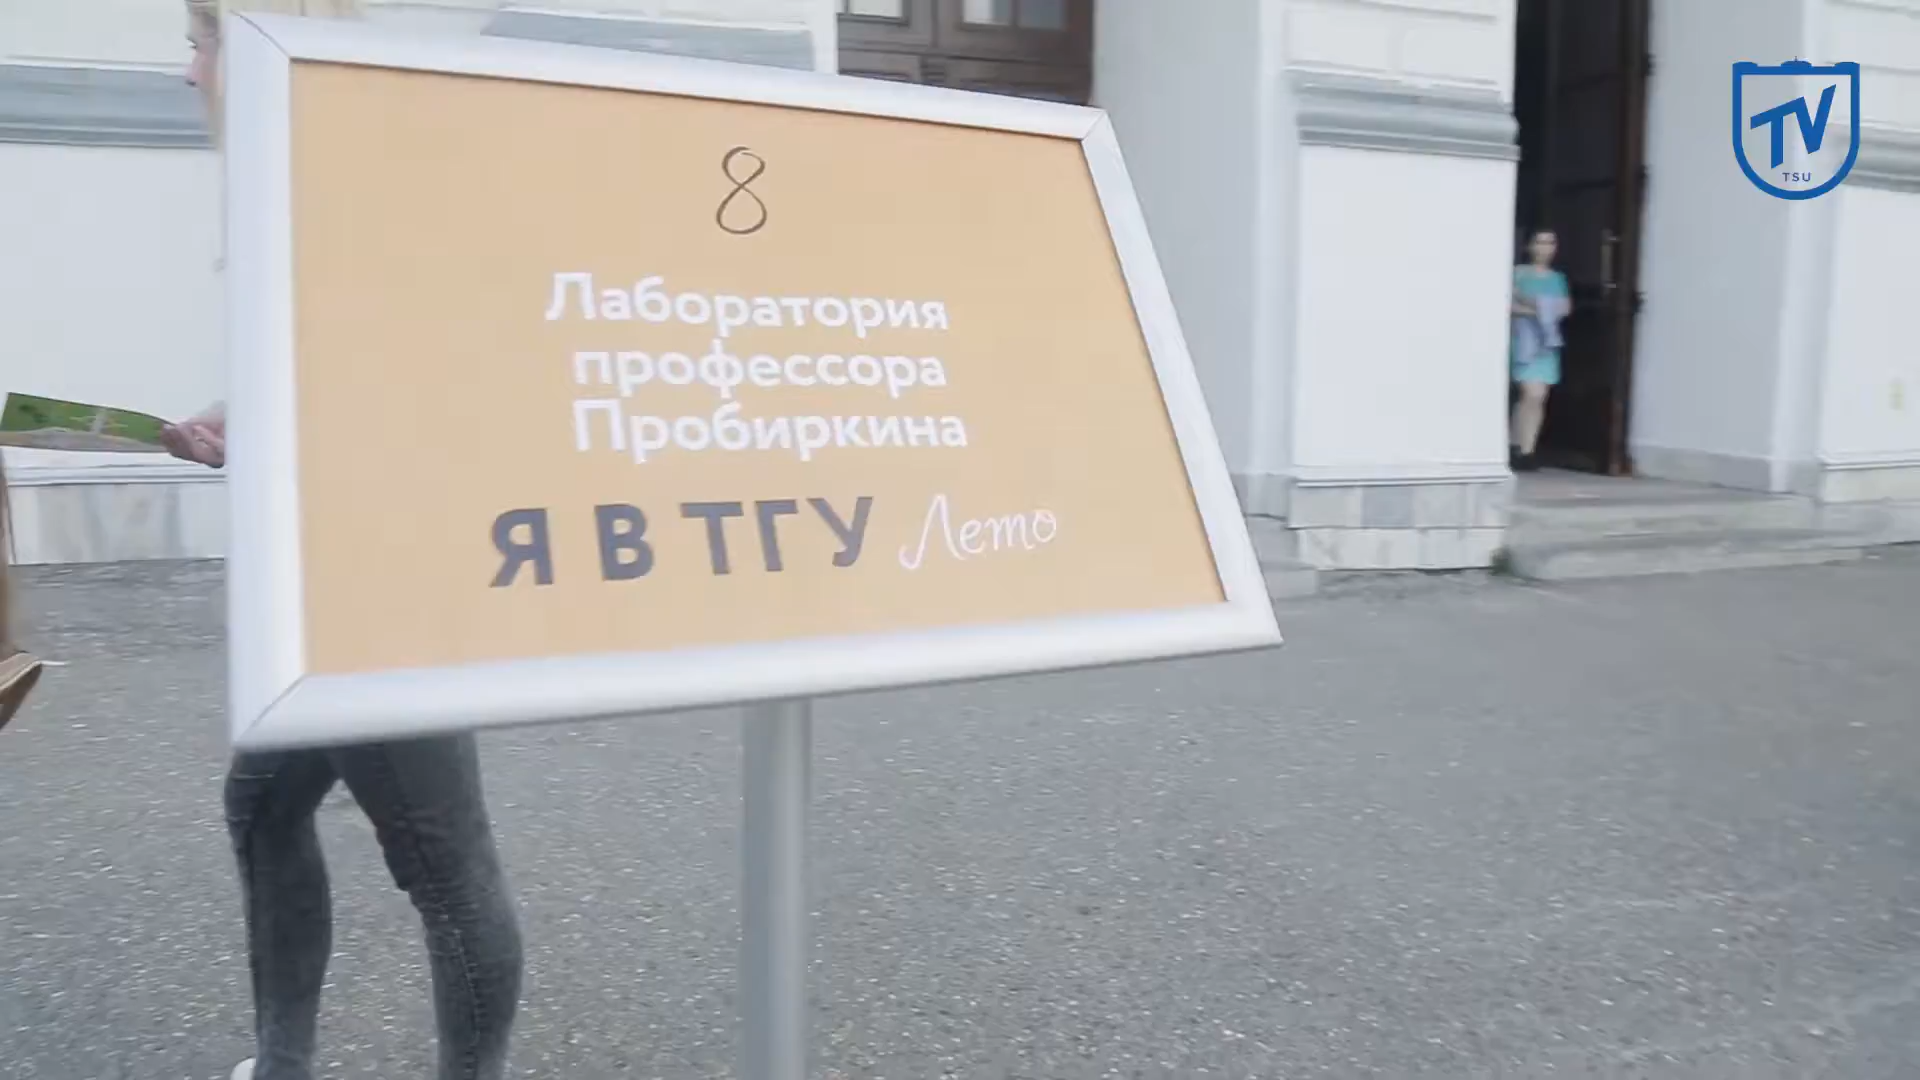 8
Лаборатория
профессора
Пробиркина
Я В ТГУ Лето
TV
TSU